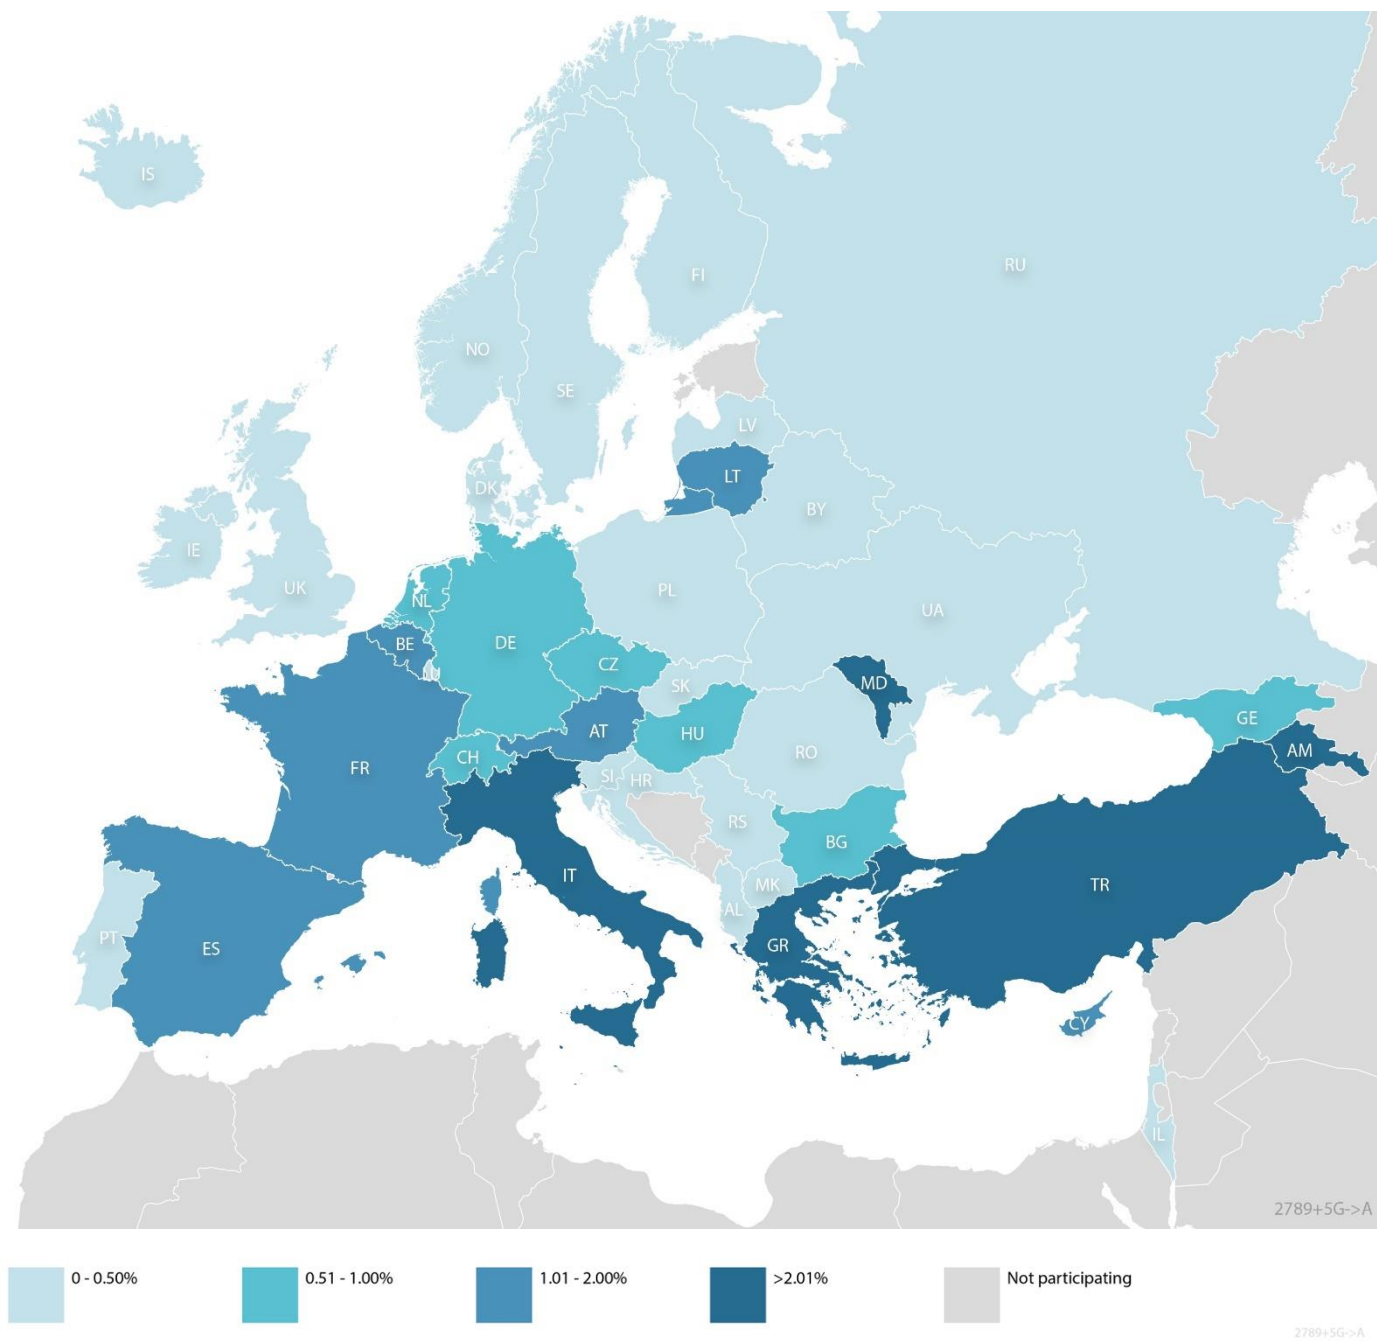 IS
RU
FI
NO
SE
LV
LT
DK
BY
IE
UK
PL
NL
UA
DE
BE
CZ
LU
SK
MD
GE
AT
HU
AM
CH
RO
FR
SI
HR
RS
BG
IT
MK
TR
AL
PT
GR
ES
CY
IL
2789+5G->A
0 - 0.50%
0.51 - 1.00%
1.01 - 2.00%
>2.01%
Not participating
2789+5G->A